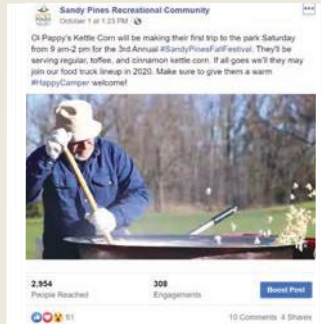 Sandy Pines Recreational Community
October 1 at 1:23 PM
Ol Pappy's Kettle Corn will be making their first trip to the park Saturday
from 9 am-2 pm for the 3rd Annual #SandyPinesFallFestival. They'll be
serving regular, toffee, and cinnamon kettle corn. If all goes we'll they may
join our food truck lineup in 2020. Make sure to give them a warm
#HappyCamper welcome!
2,954
People Reached
308
Engagements
Boost Post
51
10 Comments 4 Shares